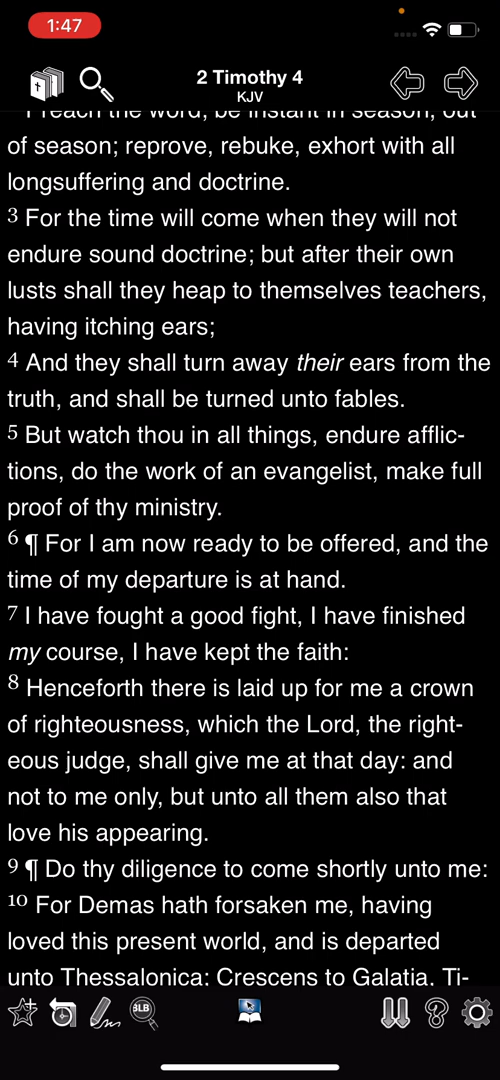 1:47
2 Timothy 4
KJV
reach the word; be instant in season, out
of season; reprove, rebuke, exhort with all
longsuffering and doctrine.
3 For the time will come when they will not
endure sound doctrine; but after their own
lusts shall they heap to themselves teachers,
having itching ears;
4 And they shall turn away their ears from the
truth, and shall be turned unto fables.
5 But watch thou in all things, endure afflic-
tions, do the work of an evangelist, make full
proof of thy ministry.
6 ¶ For I am now ready to be offered, and the
time of my departure is at hand.
7 I have fought a good fight, I have finished
my course, I have kept the faith:
8 Henceforth there is laid up for me a crown
of righteousness, which the Lord, the right-
eous judge, shall give me at that day: and
not to me only, but unto all them also that
love his appearing.
9 ¶ Do thy diligence to come shortly unto me:
10 For Demas hath forsaken me, having
loved this present world, and is departed
unto Thessalonica; Crescens to Galatia, Ti-
BLB